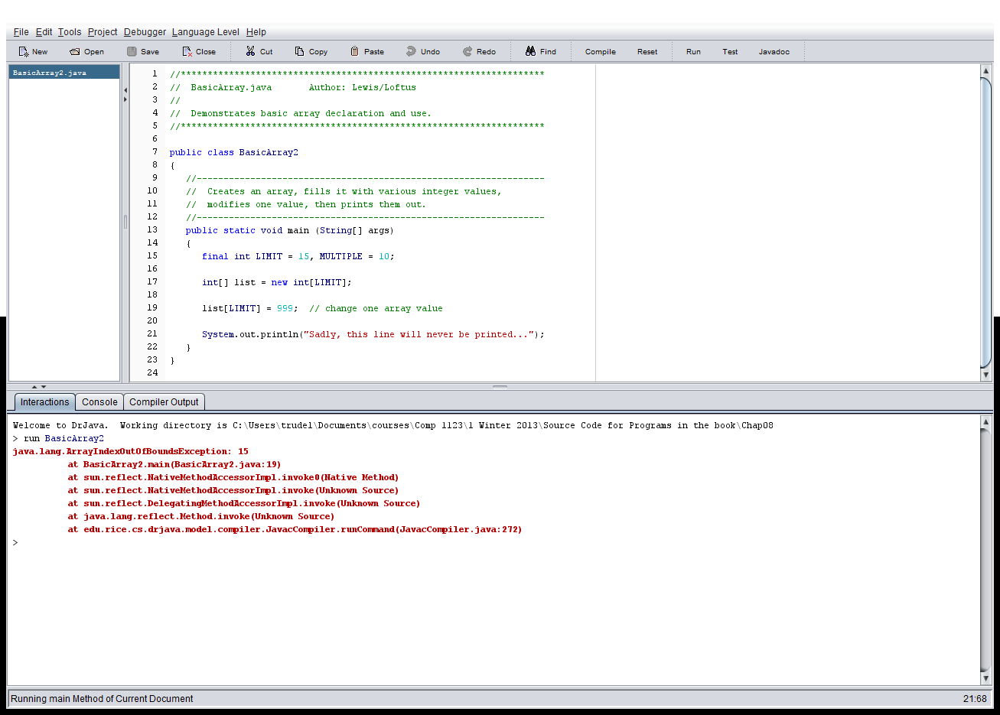 File Edit Tools Project Debugger Language Level Help
New Open Save Close Cut Copy Paste Undo Redo Find Compile Reset Run Test Javadoc
BasicArray2.java
1 //********************************************************************
2 //  BasicArray.java       Author: Lewis/Loftus
3 //
4 //  Demonstrates basic array declaration and use.
5 //********************************************************************
6
7 public class BasicArray2
8 {
9    //-----------------------------------------------------------------
10    //  Creates an array, fills it with various integer values,
11    //  modifies one value, then prints them out.
12    //-----------------------------------------------------------------
13    public static void main (String[] args)
14    {
15       final int LIMIT = 15, MULTIPLE = 10;
16
17       int[] list = new int[LIMIT];
18
19       list[LIMIT] = 999;  // change one array value
20
21       System.out.println("Sadly, this line will never be printed...");
22    }
23 }
24
Interactions Console Compiler Output
Welcome to DrJava.  Working directory is C:\Users\trudel\Documents\courses\Comp 1123\1 Winter 2013\Source Code for Programs in the book\Chap08
> run BasicArray2
java.lang.ArrayIndexOutOfBoundsException: 15
at BasicArray2.main(BasicArray2.java:19)
at sun.reflect.NativeMethodAccessorImpl.invoke0(Native Method)
at sun.reflect.NativeMethodAccessorImpl.invoke(Unknown Source)
at sun.reflect.DelegatingMethodAccessorImpl.invoke(Unknown Source)
at java.lang.reflect.Method.invoke(Unknown Source)
at edu.rice.cs.drjava.model.compiler.JavacCompiler.runCommand(JavacCompiler.java:272)
>
Running main Method of Current Document 21:68